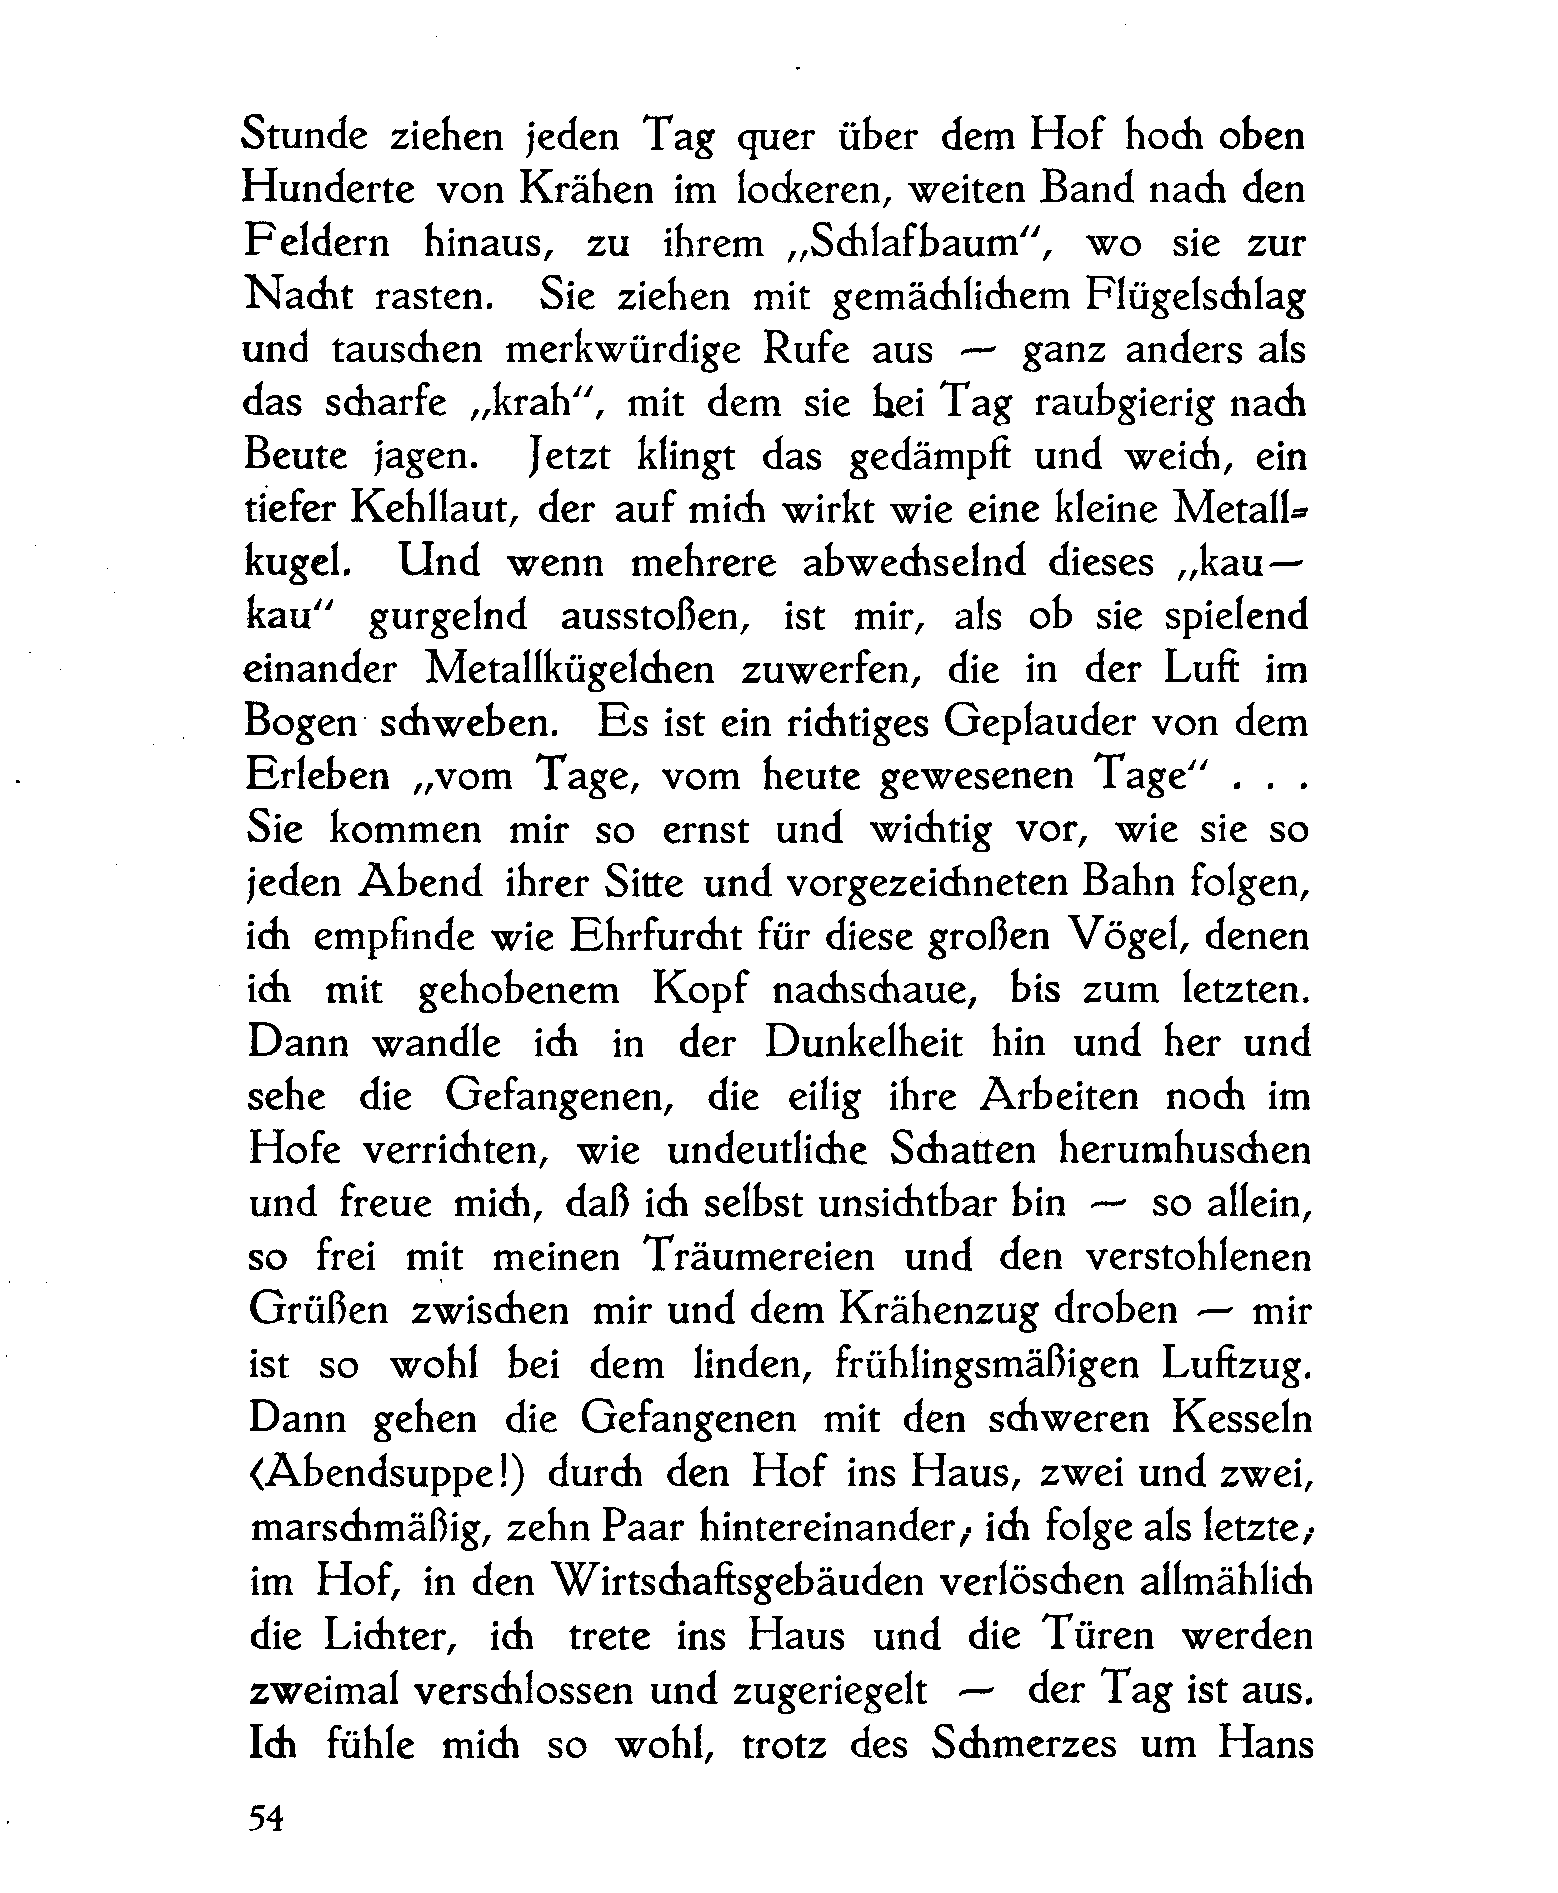 Stunde ziehen jeden Tag quer über dem Hof hoch oben
Hunderte von Krähen im lockeren, weiten Band nach den
Feldern hinaus, zu ihrem „Schlafbaum“, wo sie zur
Nacht rasten. Sie ziehen mit gemächlichem Flügelschlag
und tauschen merkwürdige Rufe aus — ganz anders als
das scharfe „krah“, mit dem sie bei Tag raubgierig nach
Beute jagen. Jetzt klingt das gedämpft und weich, ein
tiefer Kehllaut, der auf mich wirkt wie eine kleine Metall-
kugel. Und wenn mehrere abwechselnd dieses „kau—
kau“ gurgelnd ausstoßen, ist mir, als ob sie spielend
einander Metallkügelchen zuwerfen, die in der Luft im
Bogen schweben. Es ist ein richtiges Geplauder von dem
Erleben „vom Tage, vom heute gewesenen Tage“ . . .
Sie kommen mir so ernst und wichtig vor, wie sie so
jeden Abend ihrer Sitte und vorgezeichneten Bahn folgen,
ich empfinde wie Ehrfurcht für diese großen Vögel, denen
ich mit gehobenem Kopf nachschaue, bis zum letzten.
Dann wandle ich in der Dunkelheit hin und her und
sehe die Gefangenen, die eilig ihre Arbeiten noch im
Hofe verrichten, wie undeutliche Schatten herumhuschen
und freue mich, daß ich selbst unsichtbar bin — so allein,
so frei mit meinen Träumereien und den verstohlenen
Grüßen zwischen mir und dem Krähenzug droben — mir
ist so wohl bei dem linden, frühlingsmäßigen Luftzug.
Dann gehen die Gefangenen mit den schweren Kesseln
(Abendsuppe!) durch den Hof ins Haus, zwei und zwei,
marschmäßig, zehn Paar hintereinander; ich folge als letzte;
im Hof, in den Wirtschaftsgebäuden verlöschen allmählich
die Lichter, ich trete ins Haus und die Türen werden
zweimal verschlossen und zugeriegelt — der Tag ist aus.
Ich fühle mich so wohl, trotz des Schmerzes um Hans
54